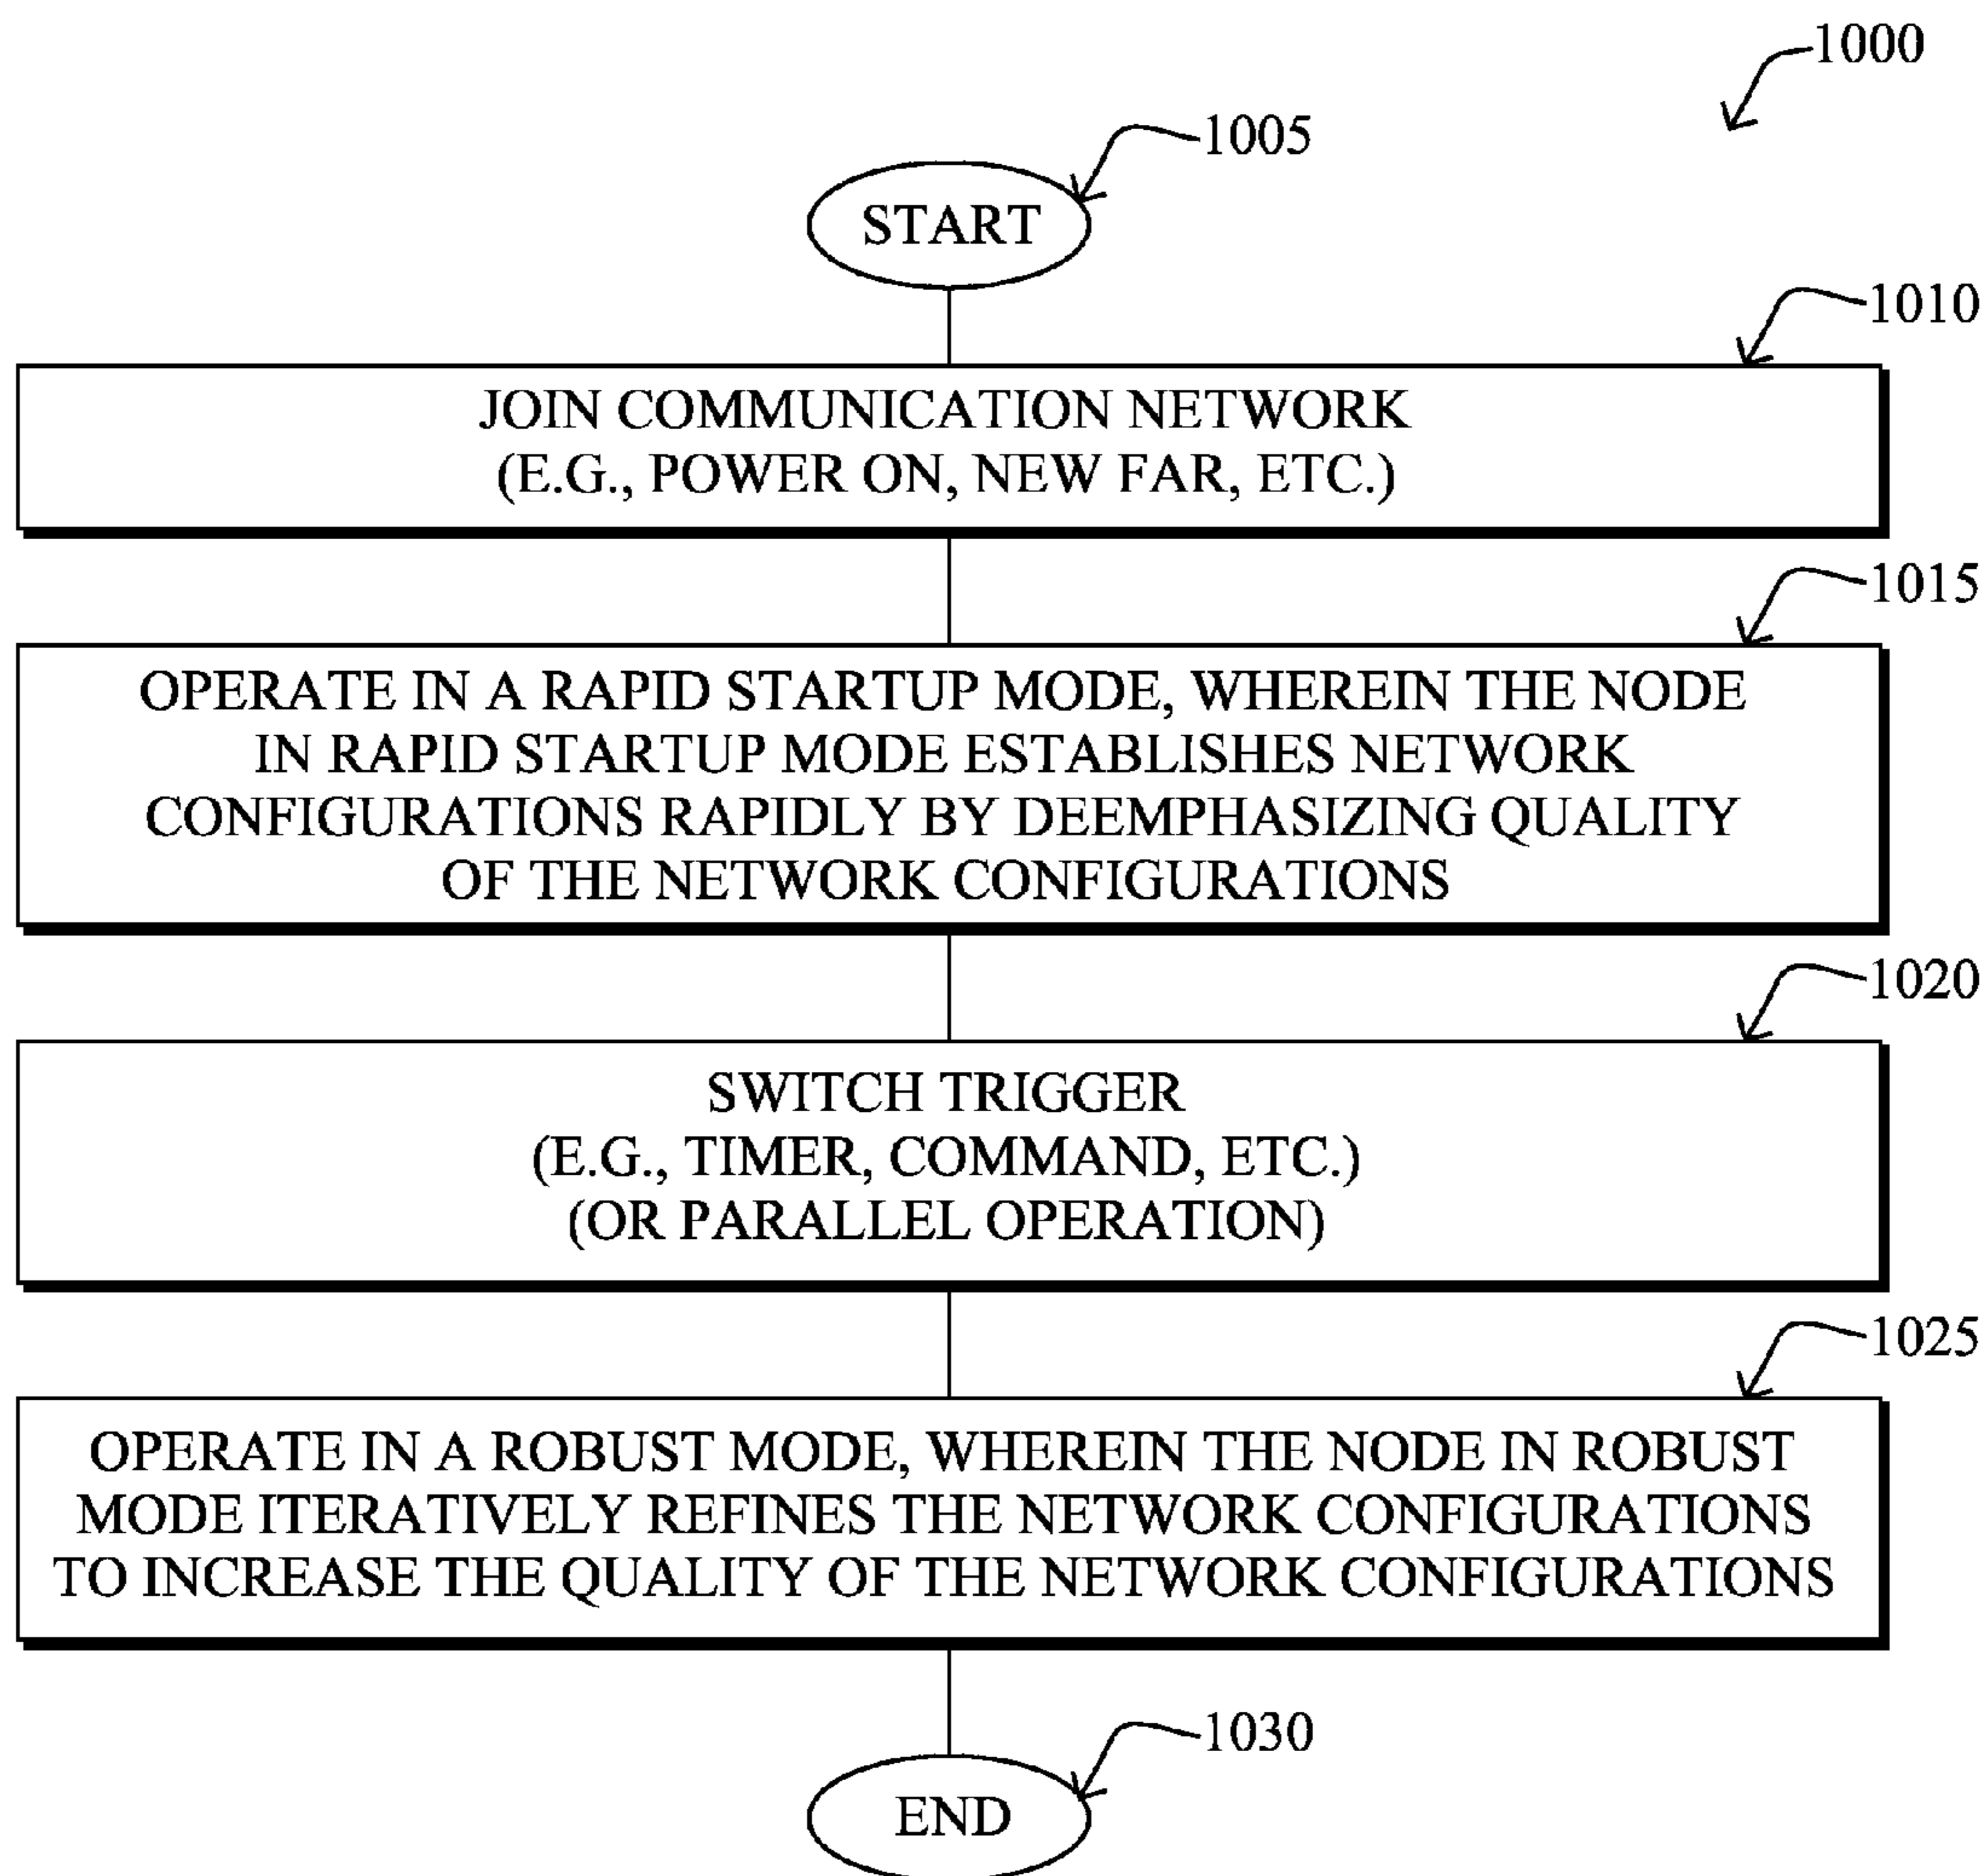 1000
1005
START
1010
JOIN COMMUNICATION NETWORK
(E.G., POWER ON, NEW FAR, ETC.)
1015
OPERATE IN A RAPID STARTUP MODE, WHEREIN THE NODE
IN RAPID STARTUP MODE ESTABLISHES NETWORK
CONFIGURATIONS RAPIDLY BY DEEMPHASIZING QUALITY
OF THE NETWORK CONFIGURATIONS
1020
SWITCH TRIGGER
(E.G., TIMER, COMMAND, ETC.)
(OR PARALLEL OPERATION)
1025
OPERATE IN A ROBUST MODE, WHEREIN THE NODE IN ROBUST
MODE ITERATIVELY REFINES THE NETWORK CONFIGURATIONS
TO INCREASE THE QUALITY OF THE NETWORK CONFIGURATIONS
1030
END